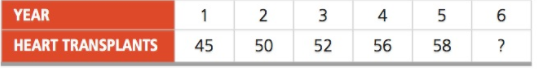 YEAR 1 2 3 4 5 6
HEART TRANSPLANTS 45 50 52 56 58 ?